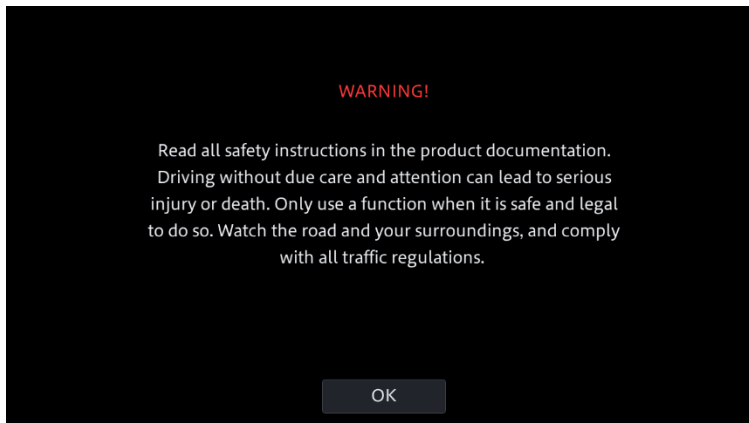 WARNING!
Read all safety instructions in the product documentation.
Driving without due care and attention can lead to serious
injury or death. Only use a function when it is safe and legal
to do so. Watch the road and your surroundings, and comply
with all traffic regulations.
OK